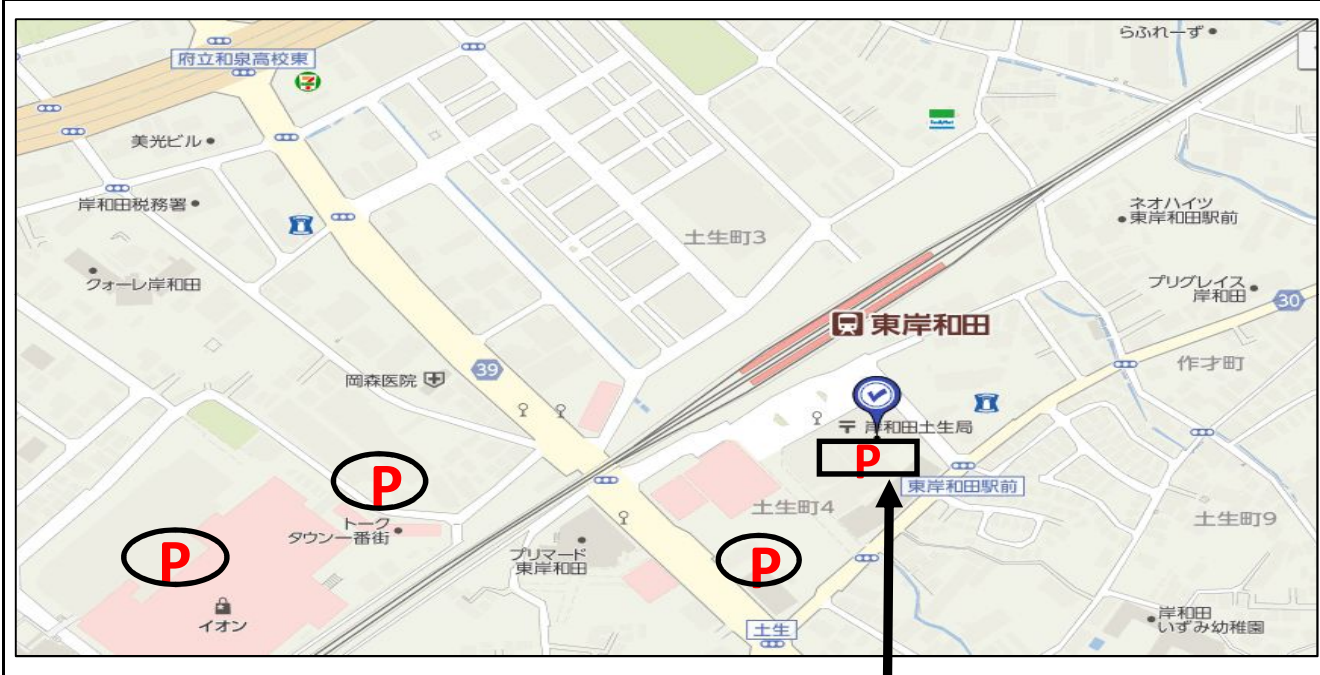 らふれーず
府立和泉高校東
FamilyMart
美光ビル
岸和田税務署
ネオハイツ
東岸和田駅前
土生町3
クォーレ岸和田
プリグレイス
岸和田
30
東岸和田
作才町
39
岡森医院
岸和田土生局
P
P
東岸和田駅前
土生町4
土生町9
トーク
タウン一番街
P
プリマード
東岸和田
P
イオン
土生
岸和田
いずみ幼稚園